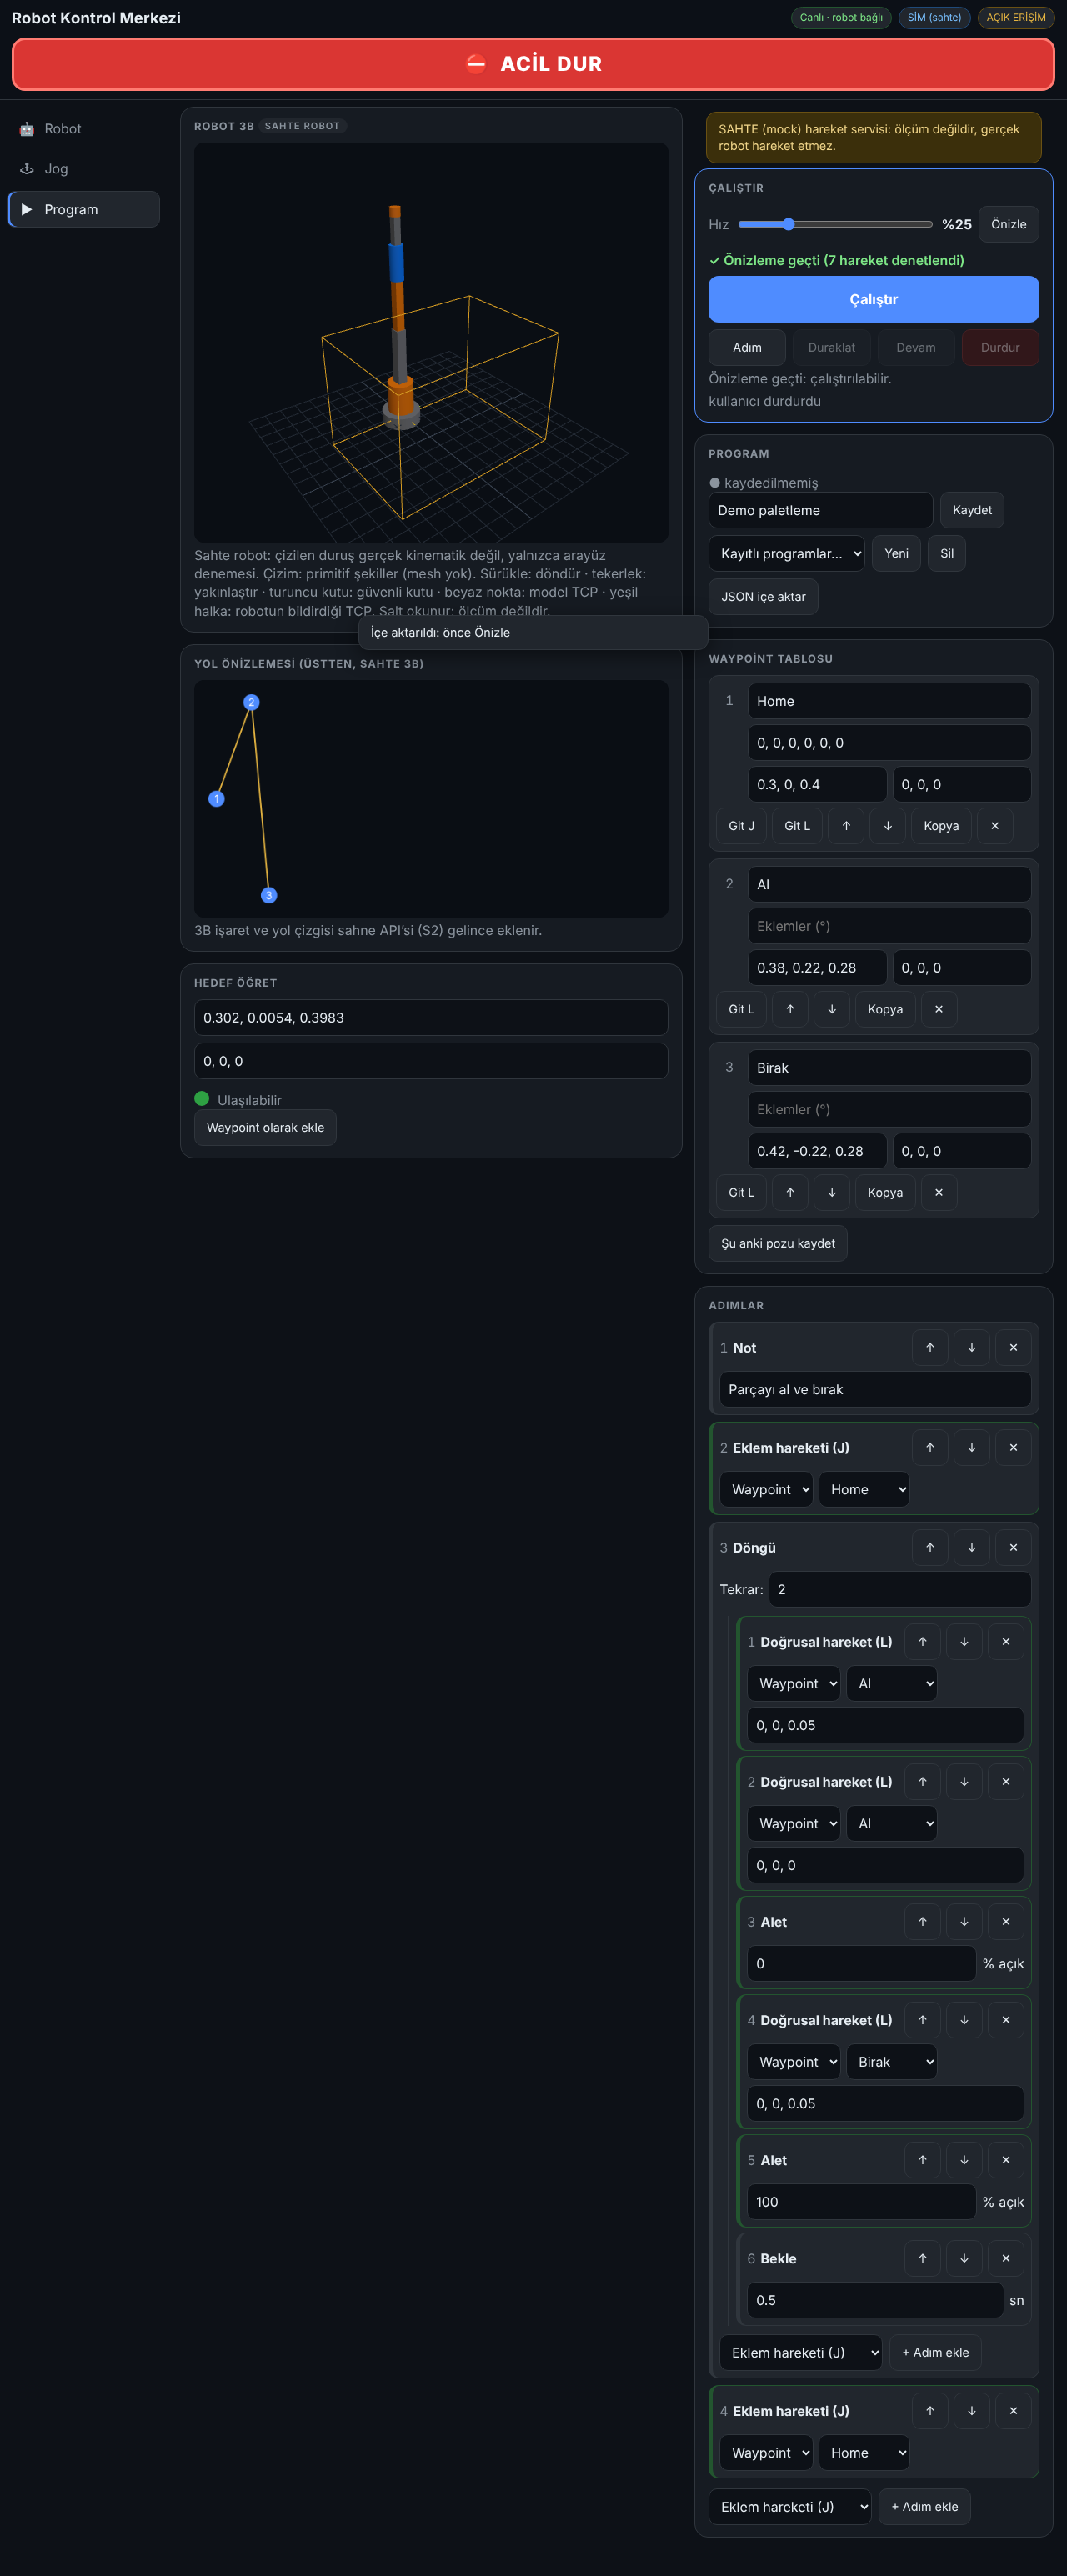 Robot Kontrol Merkezi
Canlı · robot bağlı
SİM (sahte)
AÇIK ERİŞİM
⛔ ACİL DUR
🤖 Robot
🕹 Jog
▶ Program
ROBOT 3B SAHTE ROBOT
Sahte robot: çizilen duruş gerçek kinematik değil, yalnızca arayüz
denemesi. Çizim: primitif şekiller (mesh yok). Sürükle: döndür · tekerlek:
yakınlaştır · turuncu kutu: güvenli kutu · beyaz nokta: model TCP · yeşil
halka: robotun bildirdiği TCP. Salt okunur: ölçüm değildir.
İçe aktarıldı: önce Önizle
YOL ÖNİZLEMESİ (ÜSTTEN, SAHTE 3B)
2
1
3
3B işaret ve yol çizgisi sahne API'si (S2) gelince eklenir.
HEDEF ÖĞRET
0.302, 0.0054, 0.3983
0, 0, 0
Ulaşılabilir
Waypoint olarak ekle
SAHTE (mock) hareket servisi: ölçüm değildir, gerçek
robot hareket etmez.
ÇALIŞTIR
Hız %25 Önizle
✓ Önizleme geçti (7 hareket denetlendi)
Çalıştır
Adım Duraklat Devam Durdur
Önizleme geçti: çalıştırılabilir.
kullanıcı durdurdu
PROGRAM
● kaydedilmemiş
Demo paletleme Kaydet
Kayıtlı programlar... Yeni Sil
JSON içe aktar
WAYPOİNT TABLOSU
1 Home
0, 0, 0, 0, 0, 0
0.3, 0, 0.4 0, 0, 0
Git J Git L ↑ ↓ Kopya ✕
2 Al
Eklemler (°)
0.38, 0.22, 0.28 0, 0, 0
Git L ↑ ↓ Kopya ✕
3 Birak
Eklemler (°)
0.42, -0.22, 0.28 0, 0, 0
Git L ↑ ↓ Kopya ✕
Şu anki pozu kaydet
ADIMLAR
1 Not ↑ ↓ ✕
Parçayı al ve bırak
2 Eklem hareketi (J) ↑ ↓ ✕
Waypoint Home
3 Döngü ↑ ↓ ✕
Tekrar: 2
1 Doğrusal hareket (L) ↑ ↓ ✕
Waypoint Al
0, 0, 0.05
2 Doğrusal hareket (L) ↑ ↓ ✕
Waypoint Al
0, 0, 0
3 Alet ↑ ↓ ✕
0 % açık
4 Doğrusal hareket (L) ↑ ↓ ✕
Waypoint Birak
0, 0, 0.05
5 Alet ↑ ↓ ✕
100 % açık
6 Bekle ↑ ↓ ✕
0.5 sn
Eklem hareketi (J) + Adım ekle
4 Eklem hareketi (J) ↑ ↓ ✕
Waypoint Home
Eklem hareketi (J) + Adım ekle